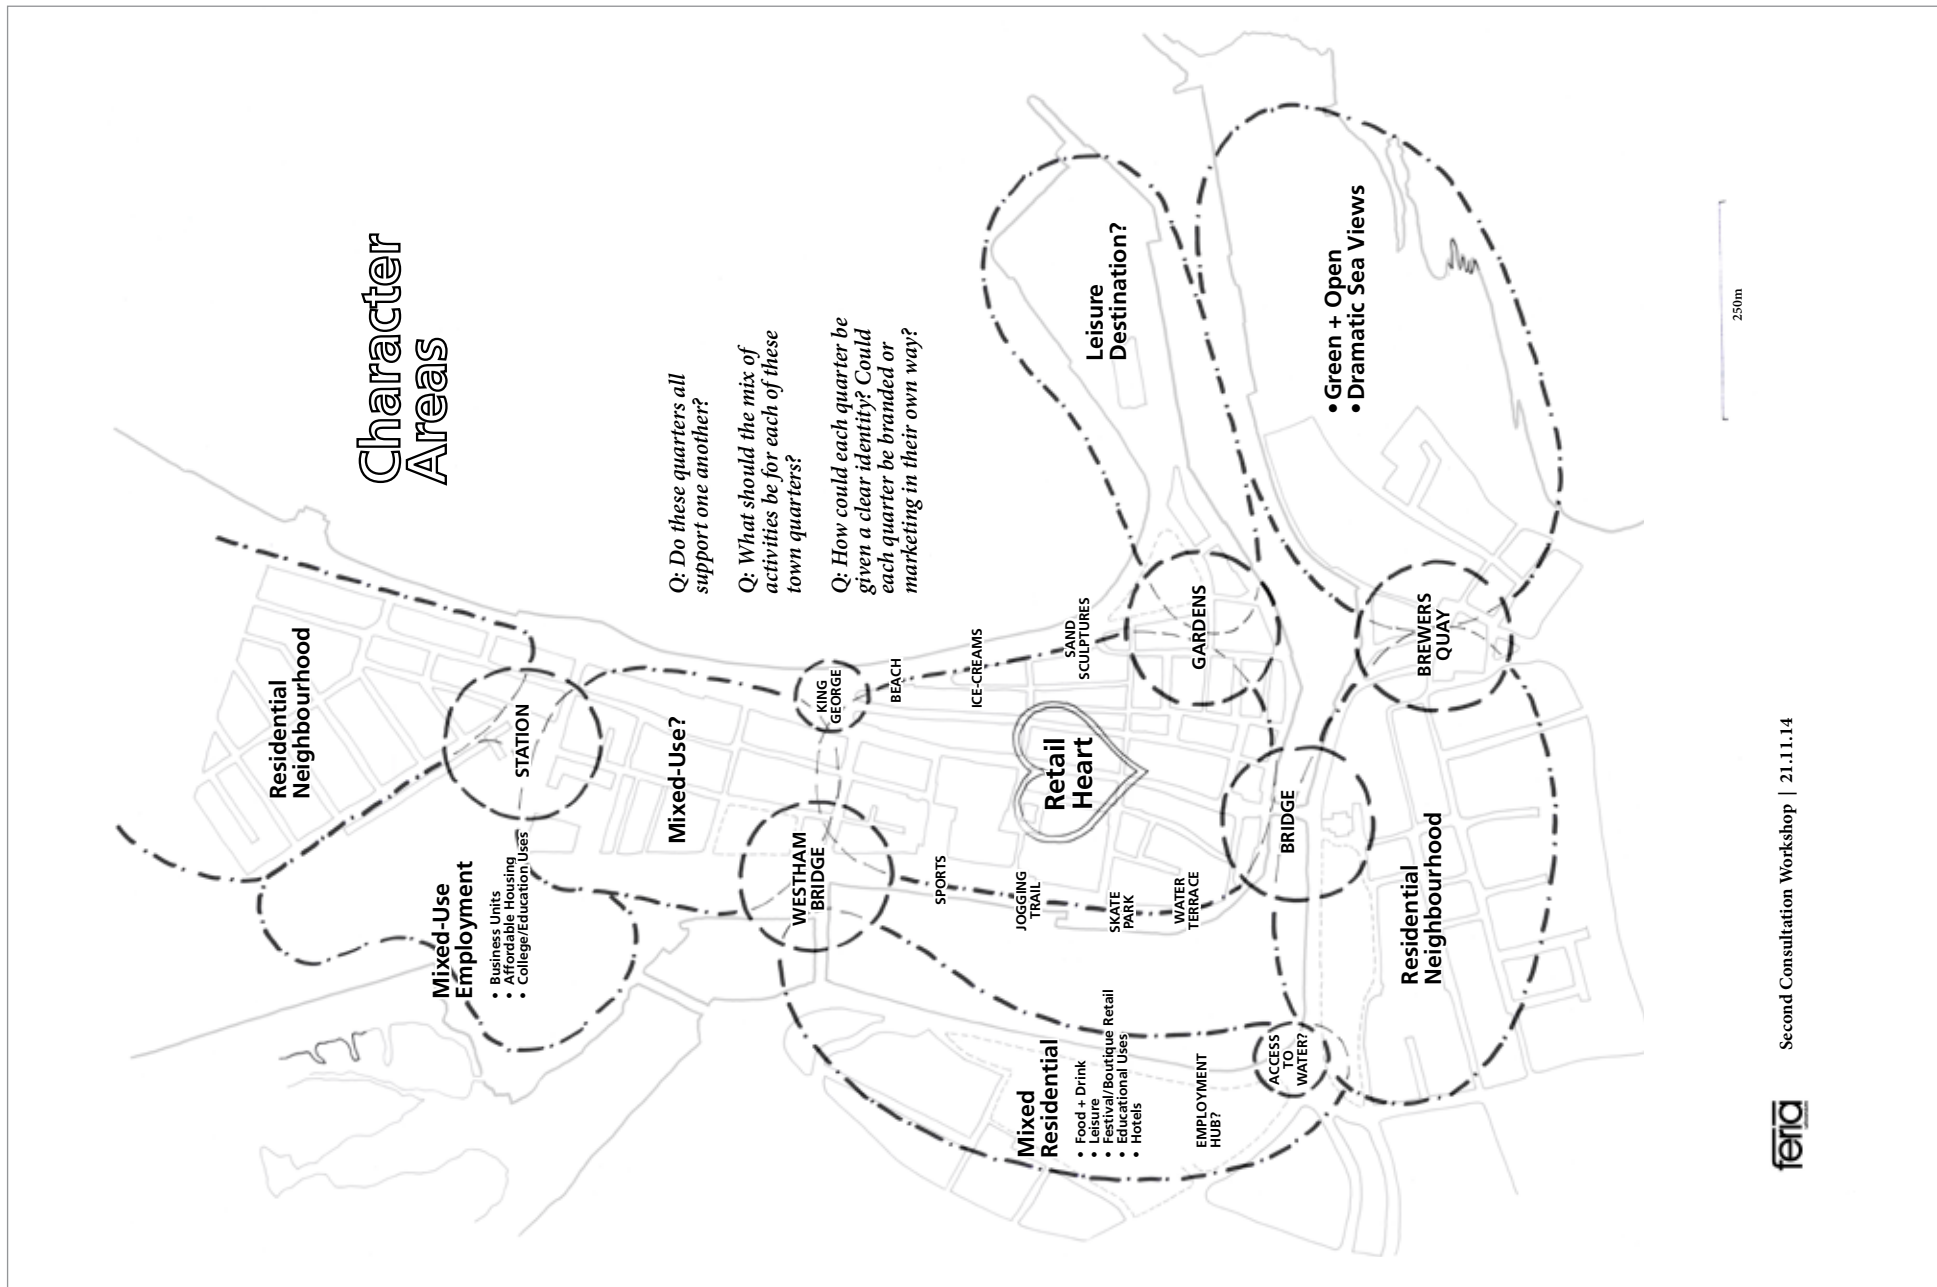 Character
Areas
Q: Do these quarters all
support one another?
Q: What should the mix of
activities be for each of these
town quarters?
Q: How could each quarter be
given a clear identity? Could
each quarter be branded or
marketing in their own way?
Residential
Neighbourhood
STATION
Mixed-Use
Employment
• Business Units
• Affordable Housing
• College/Education Uses
Mixed-Use?
KING
GEORGE
WESTHAM
BRIDGE
BEACH
ICE-CREAMS
SAND
SCULPTURES
SPORTS
JOGGING
TRAIL
SKATE
PARK
WATER
TERRACE
Retail
Heart
Leisure
Destination?
GARDENS
• Green + Open
• Dramatic Sea Views
BREWERS
QUAY
BRIDGE
Residential
Neighbourhood
Mixed
Residential
• Food + Drink
• Leisure
• Festival/Boutique Retail
• Educational Uses
• Hotels
EMPLOYMENT
HUB?
ACCESS
TO
WATER?
250m
feria
Second Consultation Workshop | 21.11.14